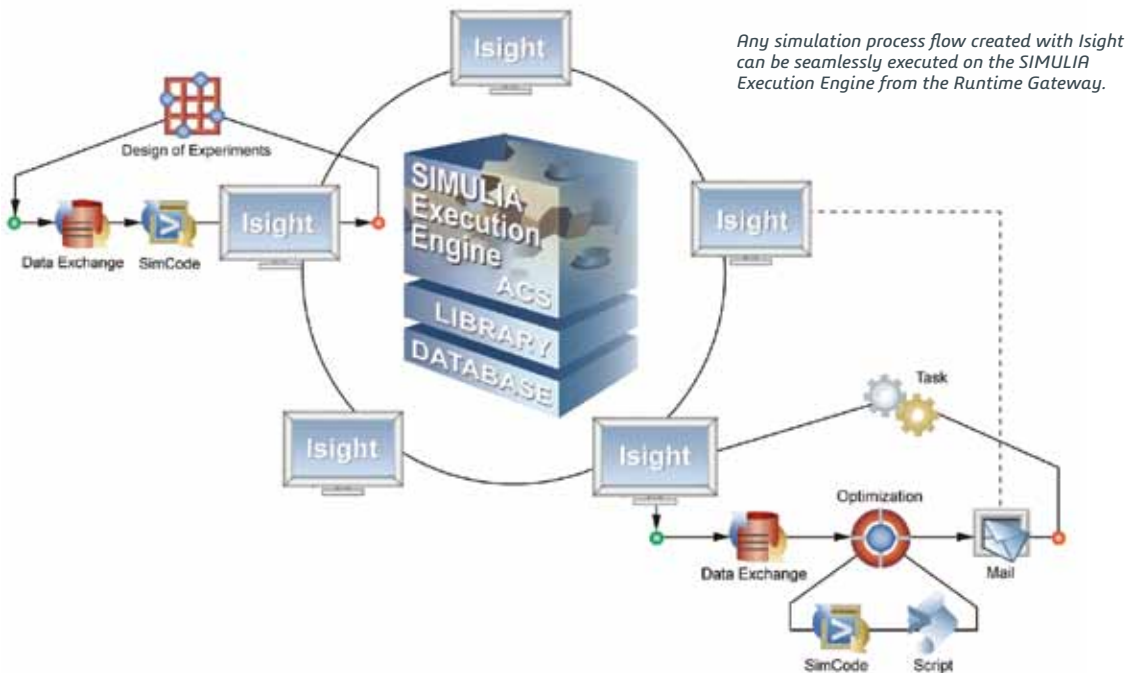 Isight
Any simulation process flow created with Isight
can be seamlessly executed on the SIMULIA
Execution Engine from the Runtime Gateway.
Design of Experiments
Data Exchange
SimCode
Isight
SIMULIA
Execution
Engine
ACS
LIBRARY
DATABASE
Isight
Isight
Isight
Task
Optimization
Data Exchange
Mail
SimCode
Script